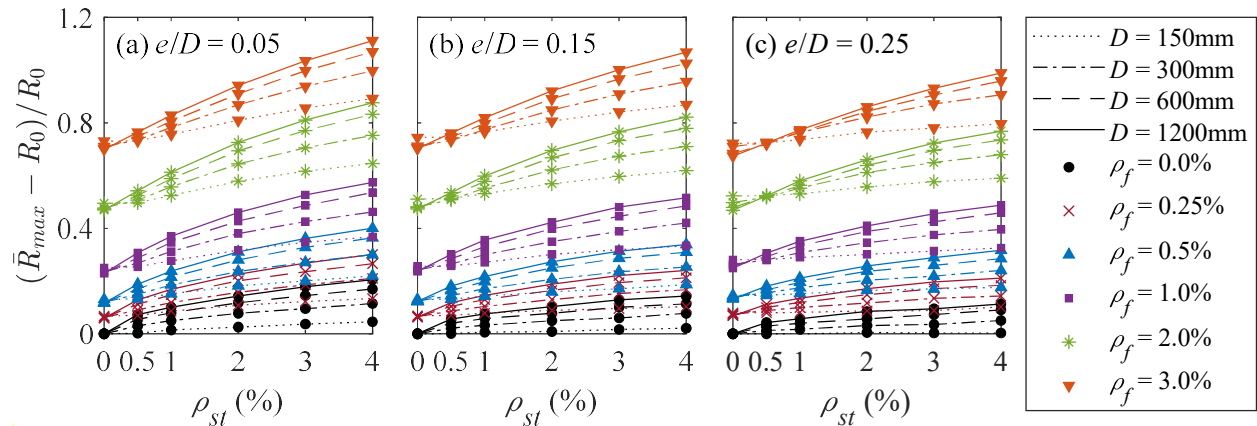 (R̄max − R0)/R0
1.2
0.8
0.4
0
(a) e/D = 0.05
(b) e/D = 0.15
(c) e/D = 0.25
0 0.5 1 2 3 4
0 0.5 1 2 3 4
0 0.5 1 2 3 4
ρst (%)
ρst (%)
ρst (%)
D = 150mm
D = 300mm
D = 600mm
D = 1200mm
ρf = 0.0%
ρf = 0.25%
ρf = 0.5%
ρf = 1.0%
ρf = 2.0%
ρf = 3.0%